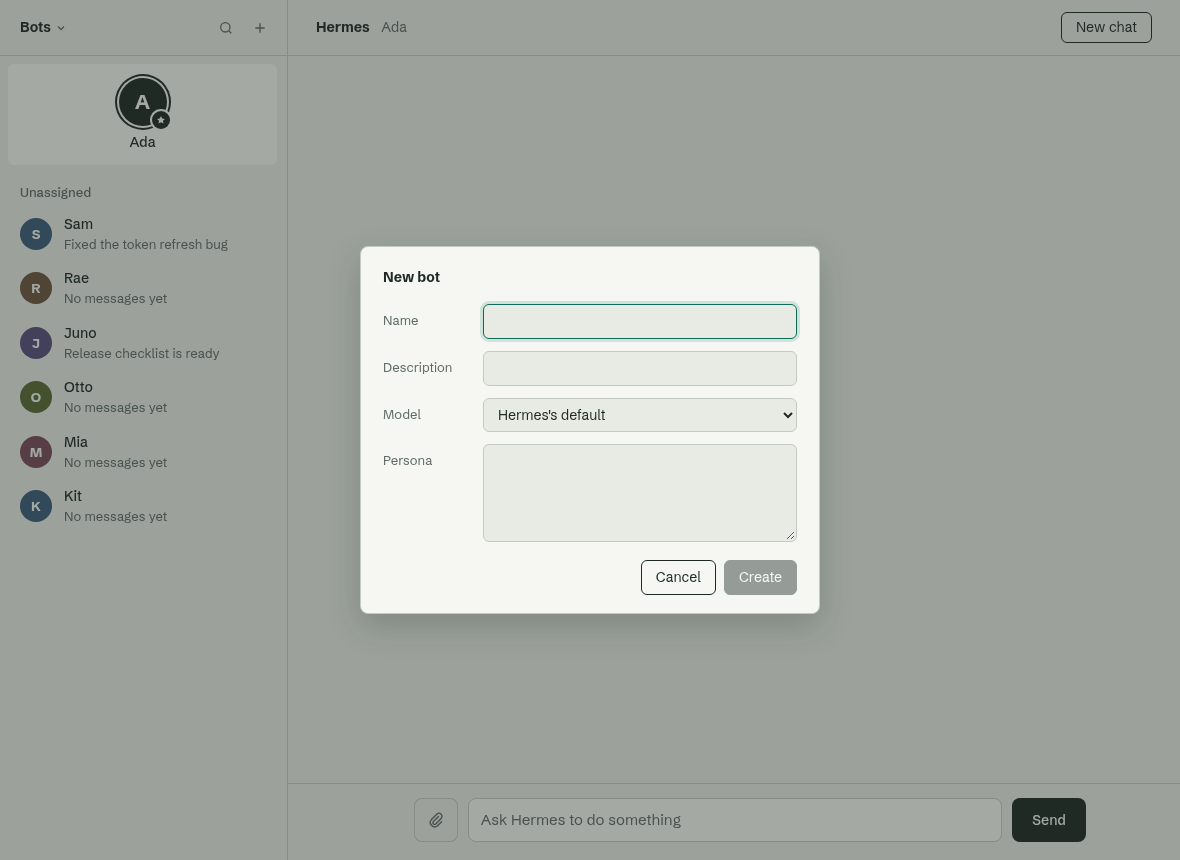 Bots
Hermes Ada
New chat
A
Ada
Unassigned
S
Sam
Fixed the token refresh bug
R
Rae
No messages yet
J
Juno
Release checklist is ready
O
Otto
No messages yet
M
Mia
No messages yet
K
Kit
No messages yet
New bot
Name
Description
Model
Hermes's default
Persona
Cancel
Create
Ask Hermes to do something
Send